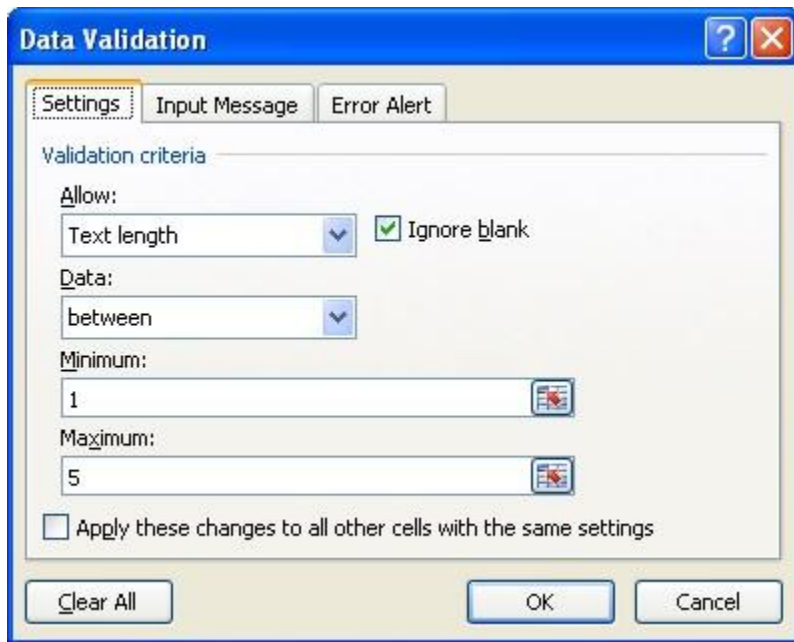 Data Validation
?
Settings Input Message Error Alert
Validation criteria
Allow:
Text length Ignore blank
Data:
between
Minimum:
1
Maximum:
5
Apply these changes to all other cells with the same settings
Clear All OK Cancel